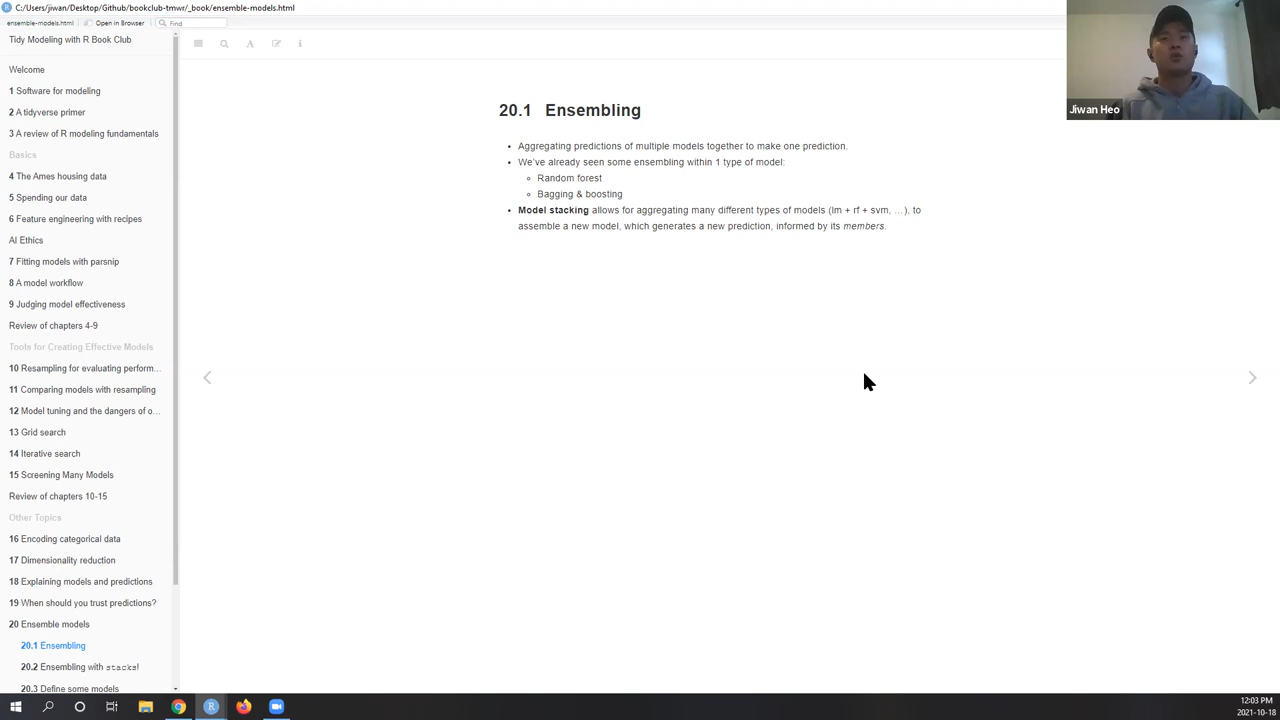 C:/Users/jiwan/Desktop/Github/bookclub-tmwr/_book/ensemble-models.html
ensemble-models.html
Open in Browser
Find
Tidy Modeling with R Book Club
Welcome
1 Software for modeling
2 A tidyverse primer
3 A review of R modeling fundamentals
Basics
4 The Ames housing data
5 Spending our data
6 Feature engineering with recipes
AI Ethics
7 Fitting models with parsnip
8 A model workflow
9 Judging model effectiveness
Review of chapters 4-9
Tools for Creating Effective Models
10 Resampling for evaluating perform...
11 Comparing models with resampling
12 Model tuning and the dangers of o...
13 Grid search
14 Iterative search
15 Screening Many Models
Review of chapters 10-15
Other Topics
16 Encoding categorical data
17 Dimensionality reduction
18 Explaining models and predictions
19 When should you trust predictions?
20 Ensemble models
20.1 Ensembling
20.2 Ensembling with stacks!
20.3 Define some models
20.1 Ensembling
Aggregating predictions of multiple models together to make one prediction.
We've already seen some ensembling within 1 type of model:
Random forest
Bagging & boosting
Model stacking allows for aggregating many different types of models (lm + rf + svm, ...), to
assemble a new model, which generates a new prediction, informed by its members.
Jiwan Heo
12:03 PM
2021-10-18